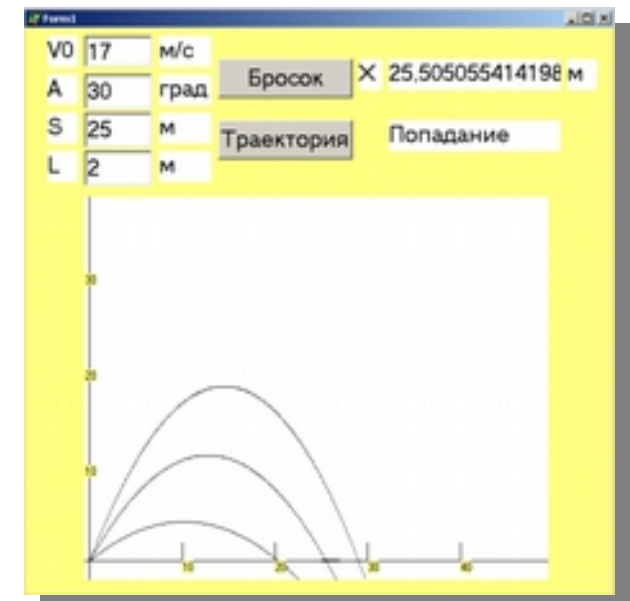 Form1
V0 17 м/с
Бросок X 25,505055414198 м
A 30 град
S 25 м
Траектория Попадание
L 2 м
30
20
10
10 20 30 40